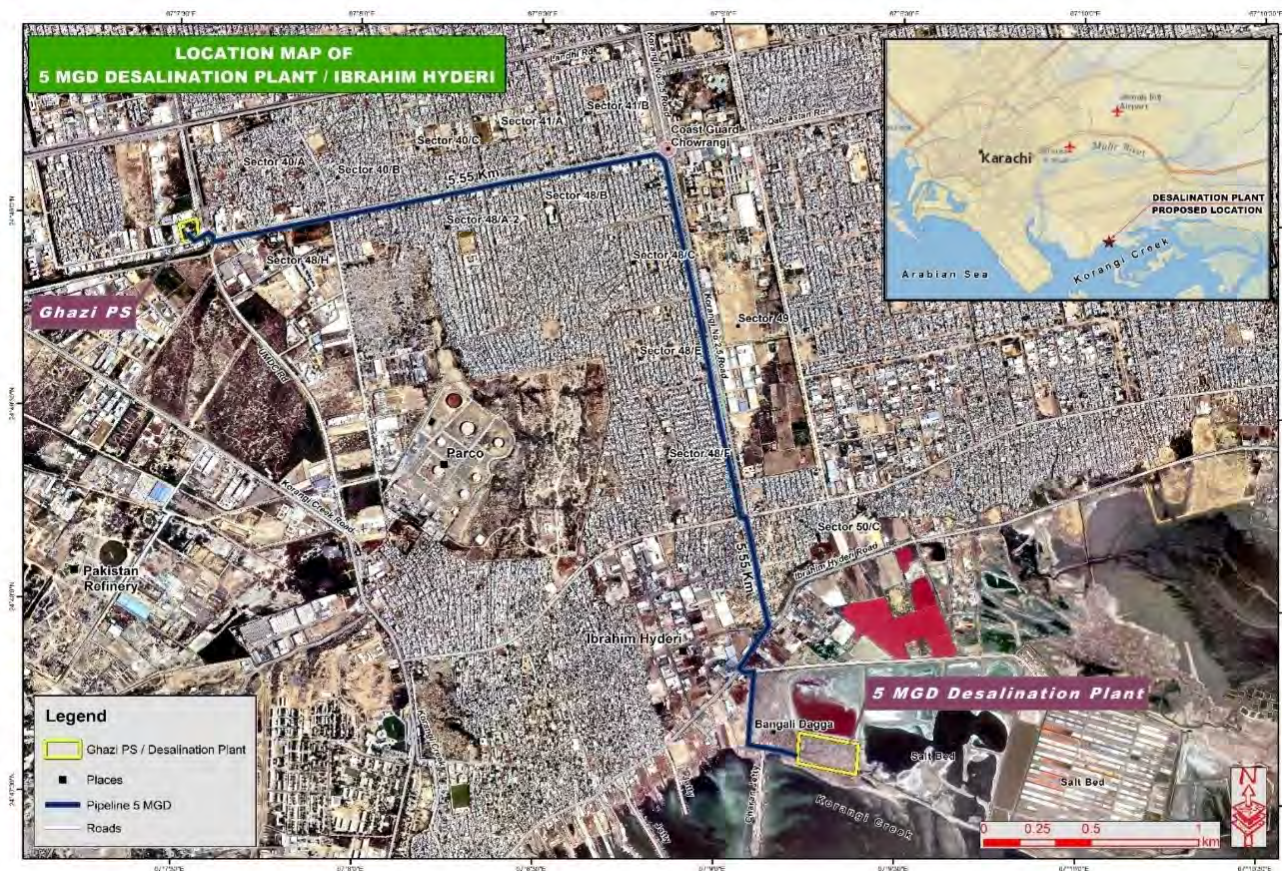 LOCATION MAP OF
5 MGD DESALINATION PLANT / IBRAHIM HYDERI
Karachi
Malir River
DESALINATION PLANT
PROPOSED LOCATION
Arabian Sea
Korangi Creek
Airport
Sector 41/B
Sector 41/A
Sector 40/C
Sector 40/A
Sector 40/B
Coast Guard
Chowrangi
Qabrastan Rd
5.55 Km
Sector 48/B
Sector 48/A
Sector 48/H
Sector 48/C
Ghazi PS
Sector 49
Sector 48/E
Parco
Sector 48/F
Korangi Creek Road
Sector 50/C
5.55 Km
Ibrahim Hyderi Road
Pakistan
Refinery
Ibrahim Hyderi
5 MGD Desalination Plant
Bangali Dagga
Salt Bed
Salt Bed
Korangi Creek
Jetty
Jetty
Legend
Ghazi PS / Desalination Plant
Places
Pipeline 5 MGD
Roads
N
0 0.25 0.5 1
km